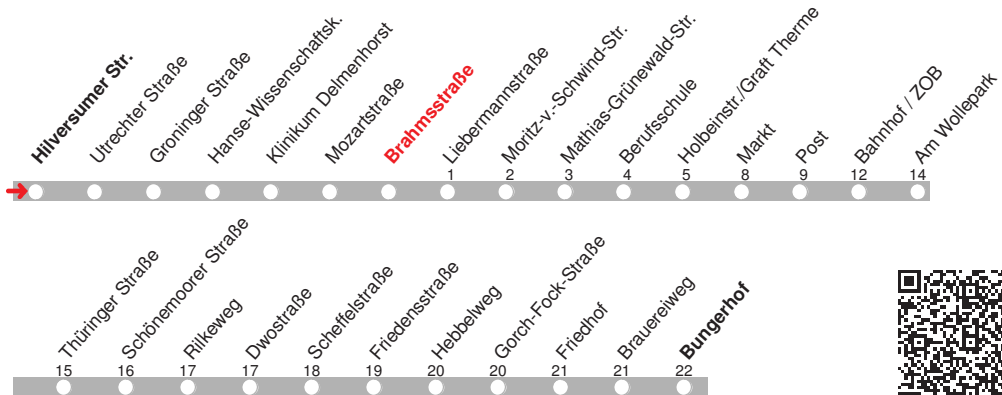 Hilversumer Str.
Utrechter Straße
Groninger Straße
Hanse-Wissenschaftsk.
Klinikum Delmenhorst
Mozartstraße
Brahmsstraße
Liebermannstraße
Moritz-v.-Schwind-Str.
Mathias-Grünewald-Str.
Berufsschule
Holbeinstr./Graft Therme
Markt
Post
Bahnhof / ZOB
Am Wollepark
1 2 3 4 5 8 9 12 14
Thüringer Straße
Schönemoorer Straße
Rilkeweg
Dwostraße
Scheffelstraße
Friedensstraße
Hebbelweg
Gorch-Fock-Straße
Friedhof
Brauereiweg
Bungerhof
15 16 17 17 18 19 20 20 21 21 22